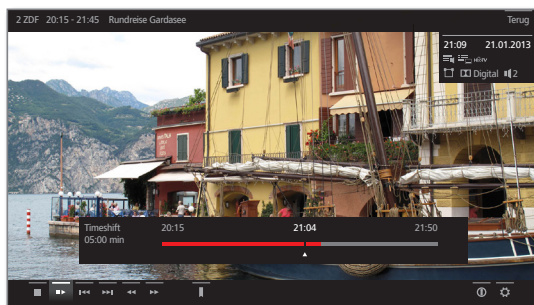 2 ZDF 20:15 - 21:45 Rundreise Gardasee
Terug
21:09 21.01.2013
HbbTV
Digital 2
Timeshift 20:15 21:04 21:50
05:00 min